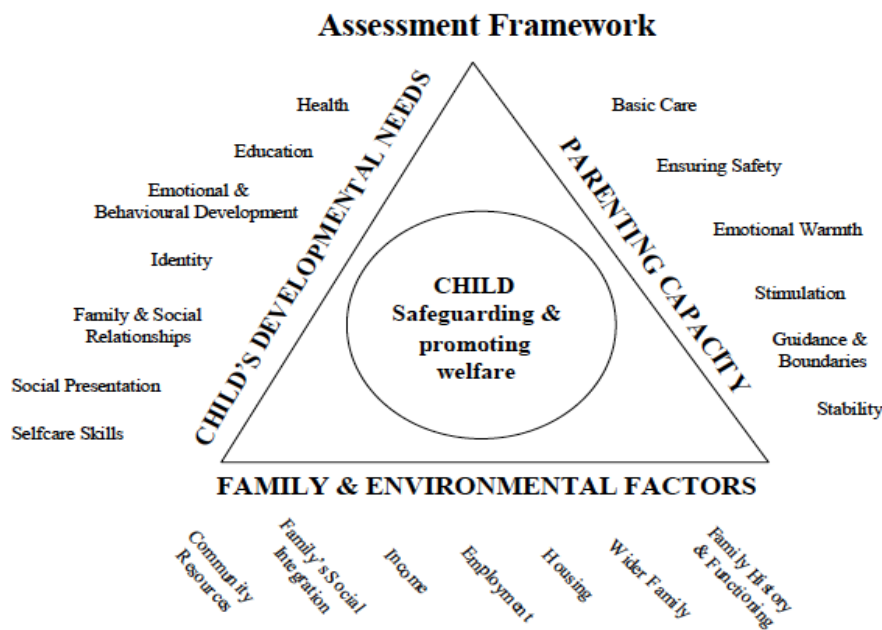 Assessment Framework
Health
Education
Emotional &
Behavioural Development
Identity
Family & Social
Relationships
Social Presentation
Selfcare Skills
CHILD'S DEVELOPMENTAL NEEDS
CHILD
Safeguarding &
promoting
welfare
PARENTING CAPACITY
Basic Care
Ensuring Safety
Emotional Warmth
Stimulation
Guidance &
Boundaries
Stability
FAMILY & ENVIRONMENTAL FACTORS
Community
Resources
Family's Social
Integration
Income
Employment
Housing
Wider Family
Family History
& Functioning